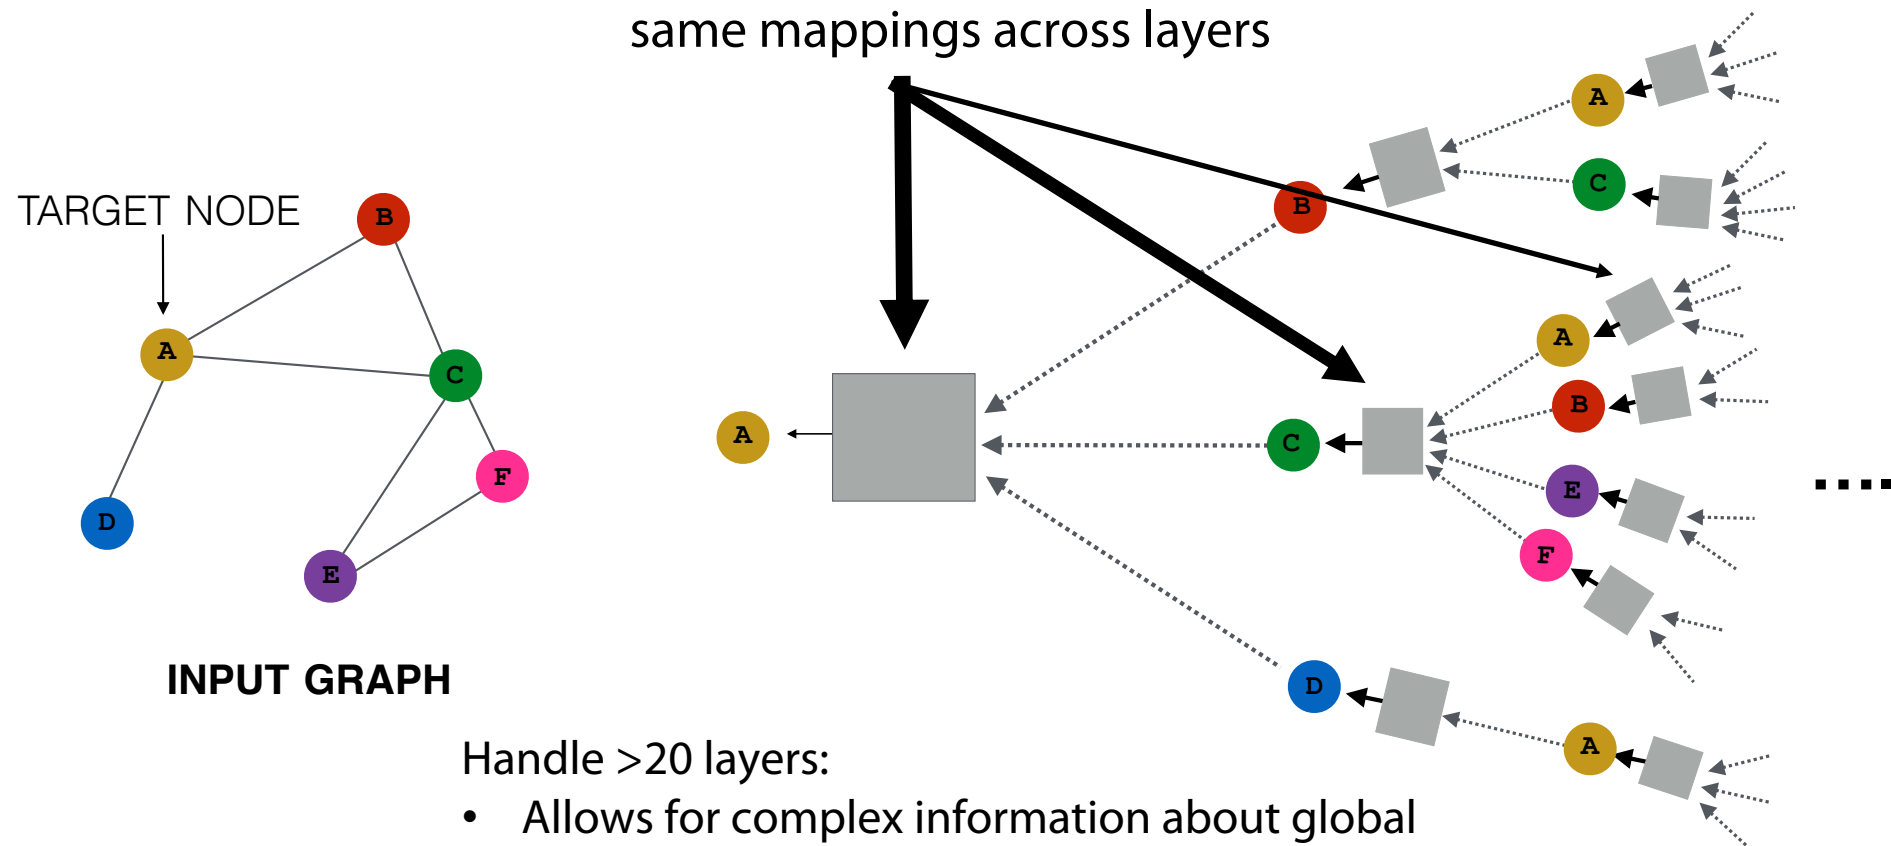 same mappings across layers
TARGET NODE
B
A
C
F
D
E
INPUT GRAPH
A
B
C
D
A
C
A
B
E
F
A
Handle >20 layers:
• Allows for complex information about global